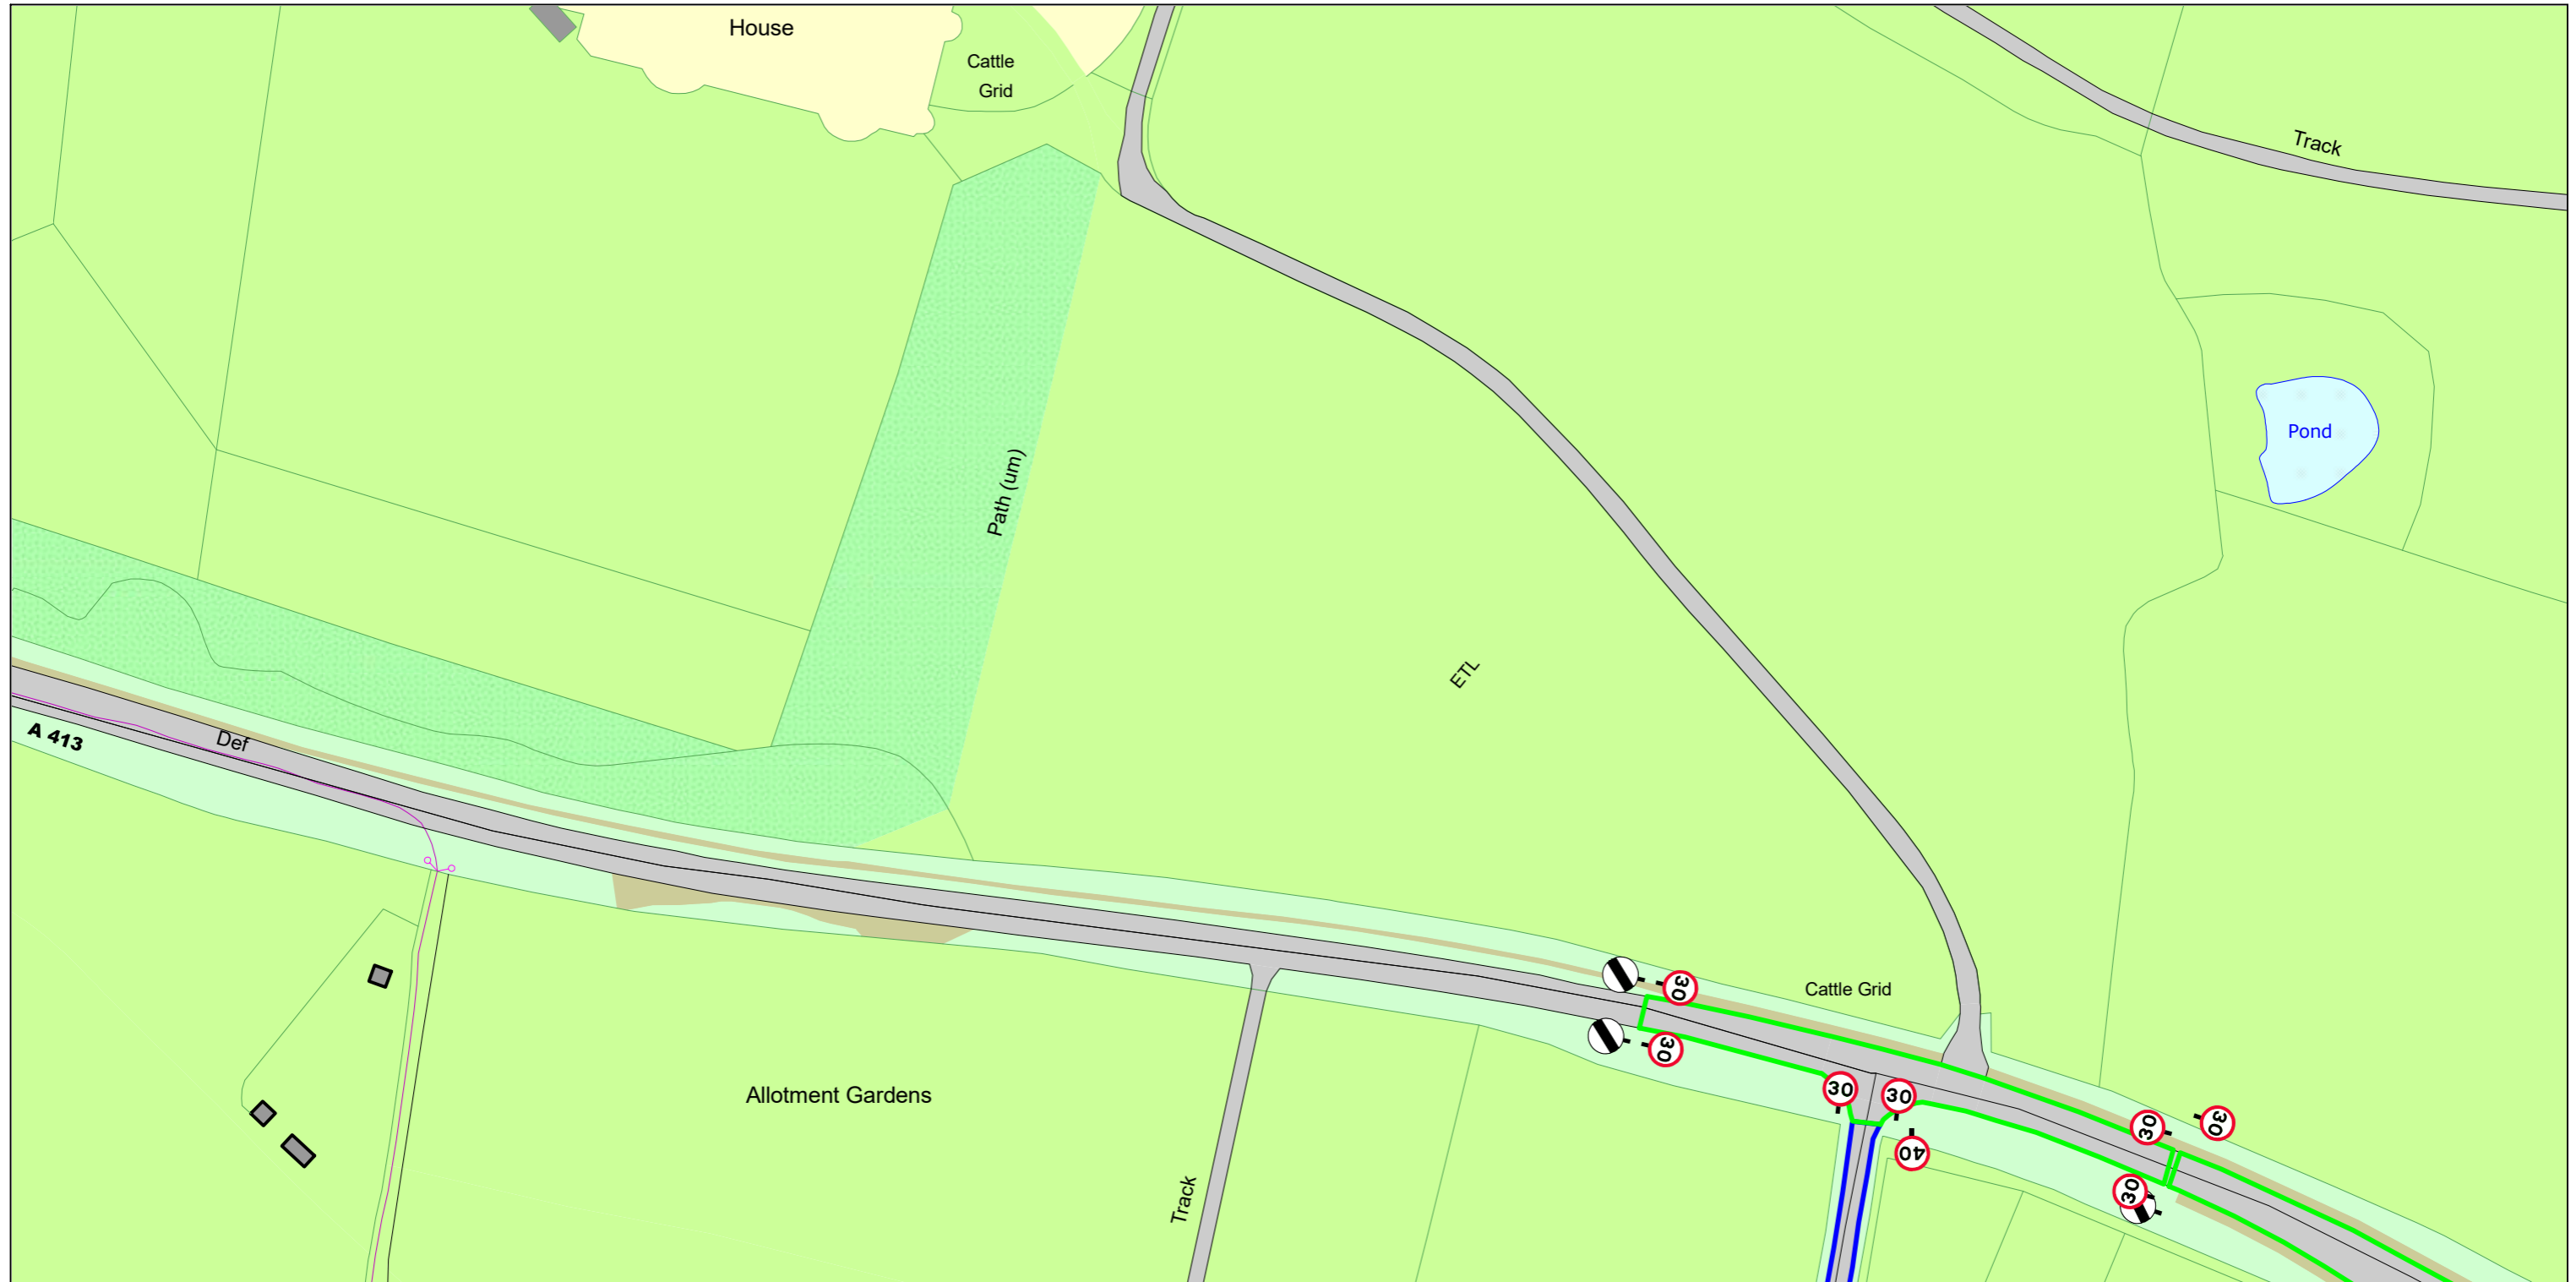 House
Cattle
Grid
Track
Pond
Path (um)
ETL
A 413
Def
Cattle Grid
30
30
30
30
30
30
40
30
Allotment Gardens
Track